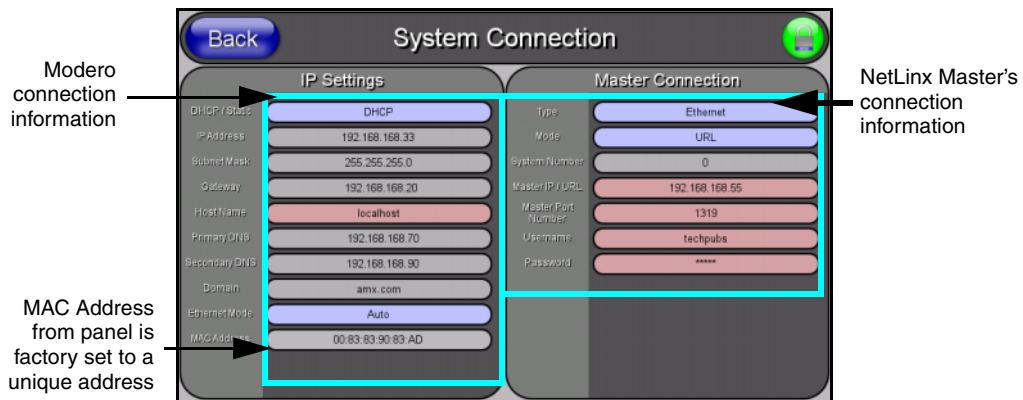 Back
System Connection
Modero
connection
information
IP Settings
DHCP / Static
DHCP
IP Address
192.168.168.33
Subnet Mask
255.255.255.0
Gateway
192.168.168.20
Host Name
localhost
Primary DNS
192.168.168.70
Secondary DNS
192.168.168.90
Domain
amx.com
Ethernet Mode
Auto
MAC Address
00:83:83:90:83:AD
MAC Address
from panel is
factory set to a
unique address
Master Connection
Type
Ethernet
Mode
URL
System Number
0
Master IP / URL
192.168.168.55
Master Port
Number
1319
Username
techpubs
Password
*****
NetLinx Master's
connection
information